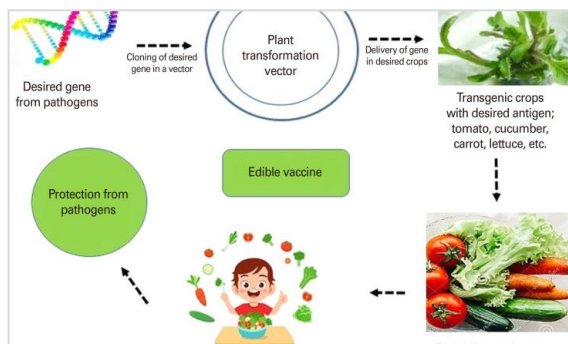 Desired gene
from pathogens
Cloning of desired
gene in a vector
Plant
transformation
vector
Delivery of gene
in desired crops
Transgenic crops
with desired antigen;
tomato, cucumber,
carrot, lettuce, etc.
Edible vaccine
Protection from
pathogens